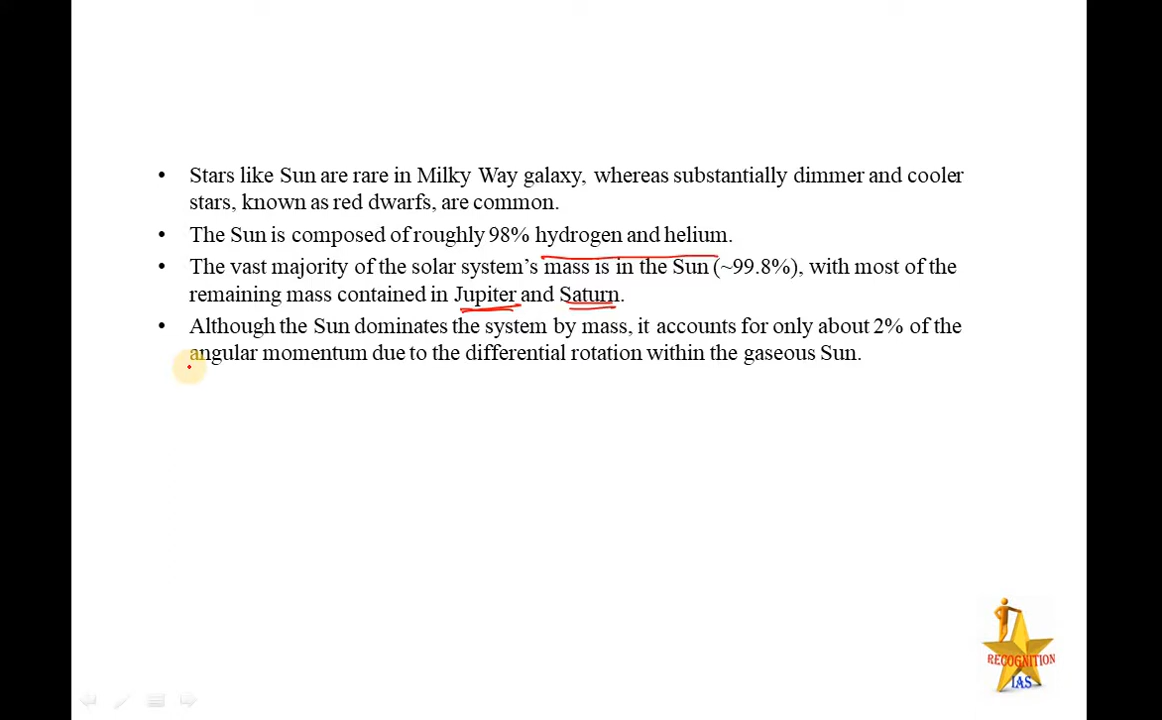 • Stars like Sun are rare in Milky Way galaxy, whereas substantially dimmer and cooler
stars, known as red dwarfs, are common.
• The Sun is composed of roughly 98% hydrogen and helium.
• The vast majority of the solar system’s mass is in the Sun (~99.8%), with most of the
remaining mass contained in Jupiter and Saturn.
• Although the Sun dominates the system by mass, it accounts for only about 2% of the
angular momentum due to the differential rotation within the gaseous Sun.
RECOGNITION
IAS